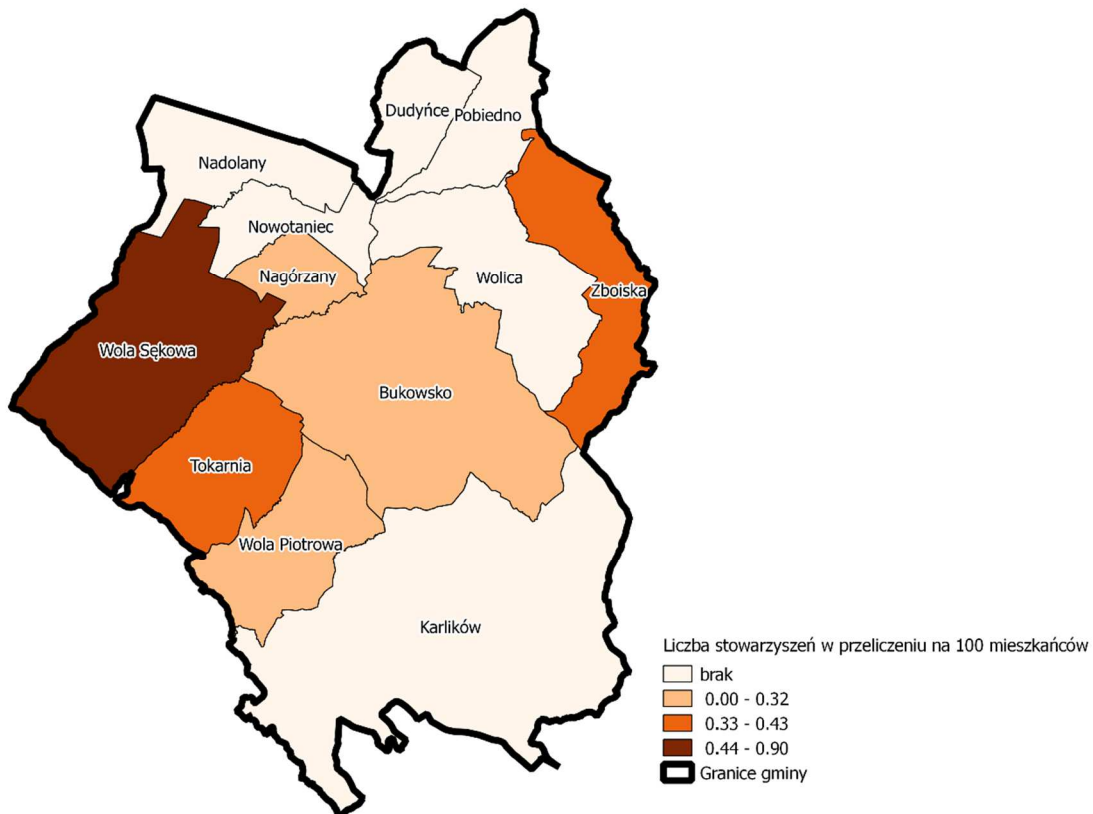 Dudyńce
Pobiedno
Nadolany
Nowotaniec
Nagórzany
Wolica
Zboiska
Wola Sękowa
Bukowsko
Tokarnia
Wola Piotrowa
Karlików
Liczba stowarzyszeń w przeliczeniu na 100 mieszkańców
brak
0.00 - 0.32
0.33 - 0.43
0.44 - 0.90
Granice gminy